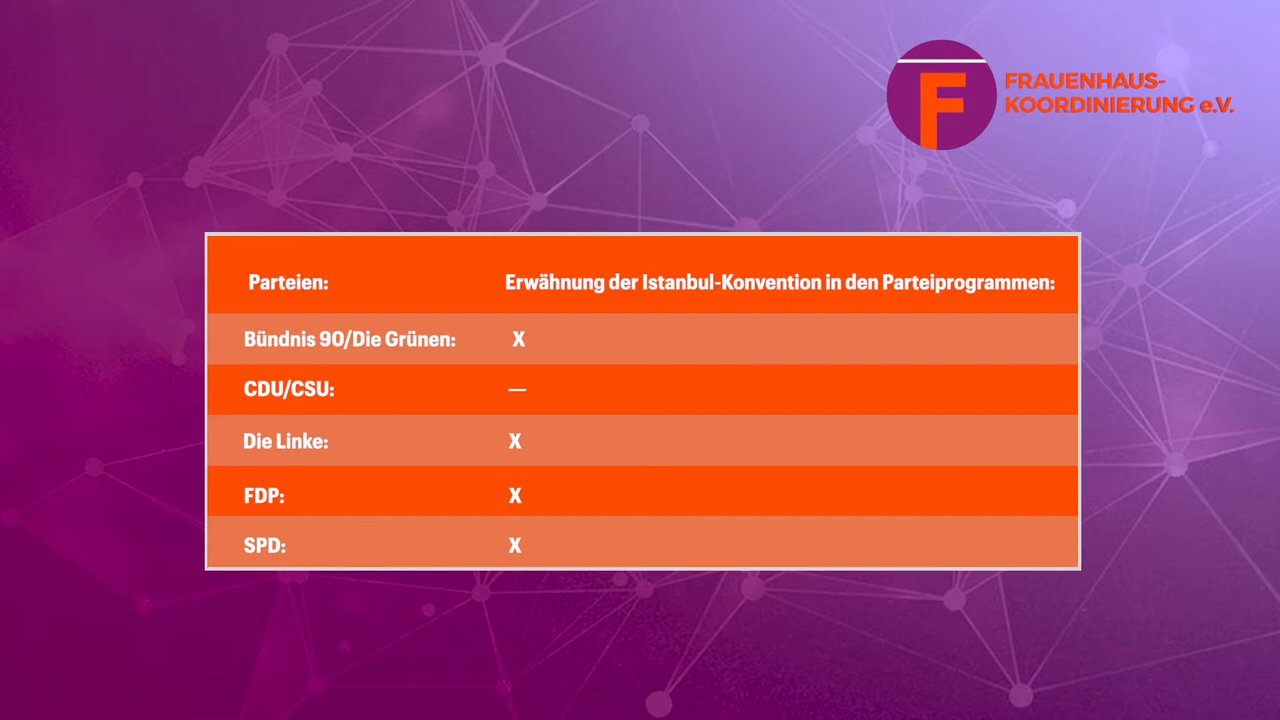 F
FRAUENHAUS-
KOORDINIERUNG e.V.
Parteien: Erwähnung der Istanbul-Konvention in den Parteiprogrammen:
Bündnis 90/Die Grünen: X
CDU/CSU: —
Die Linke: X
FDP: X
SPD: X